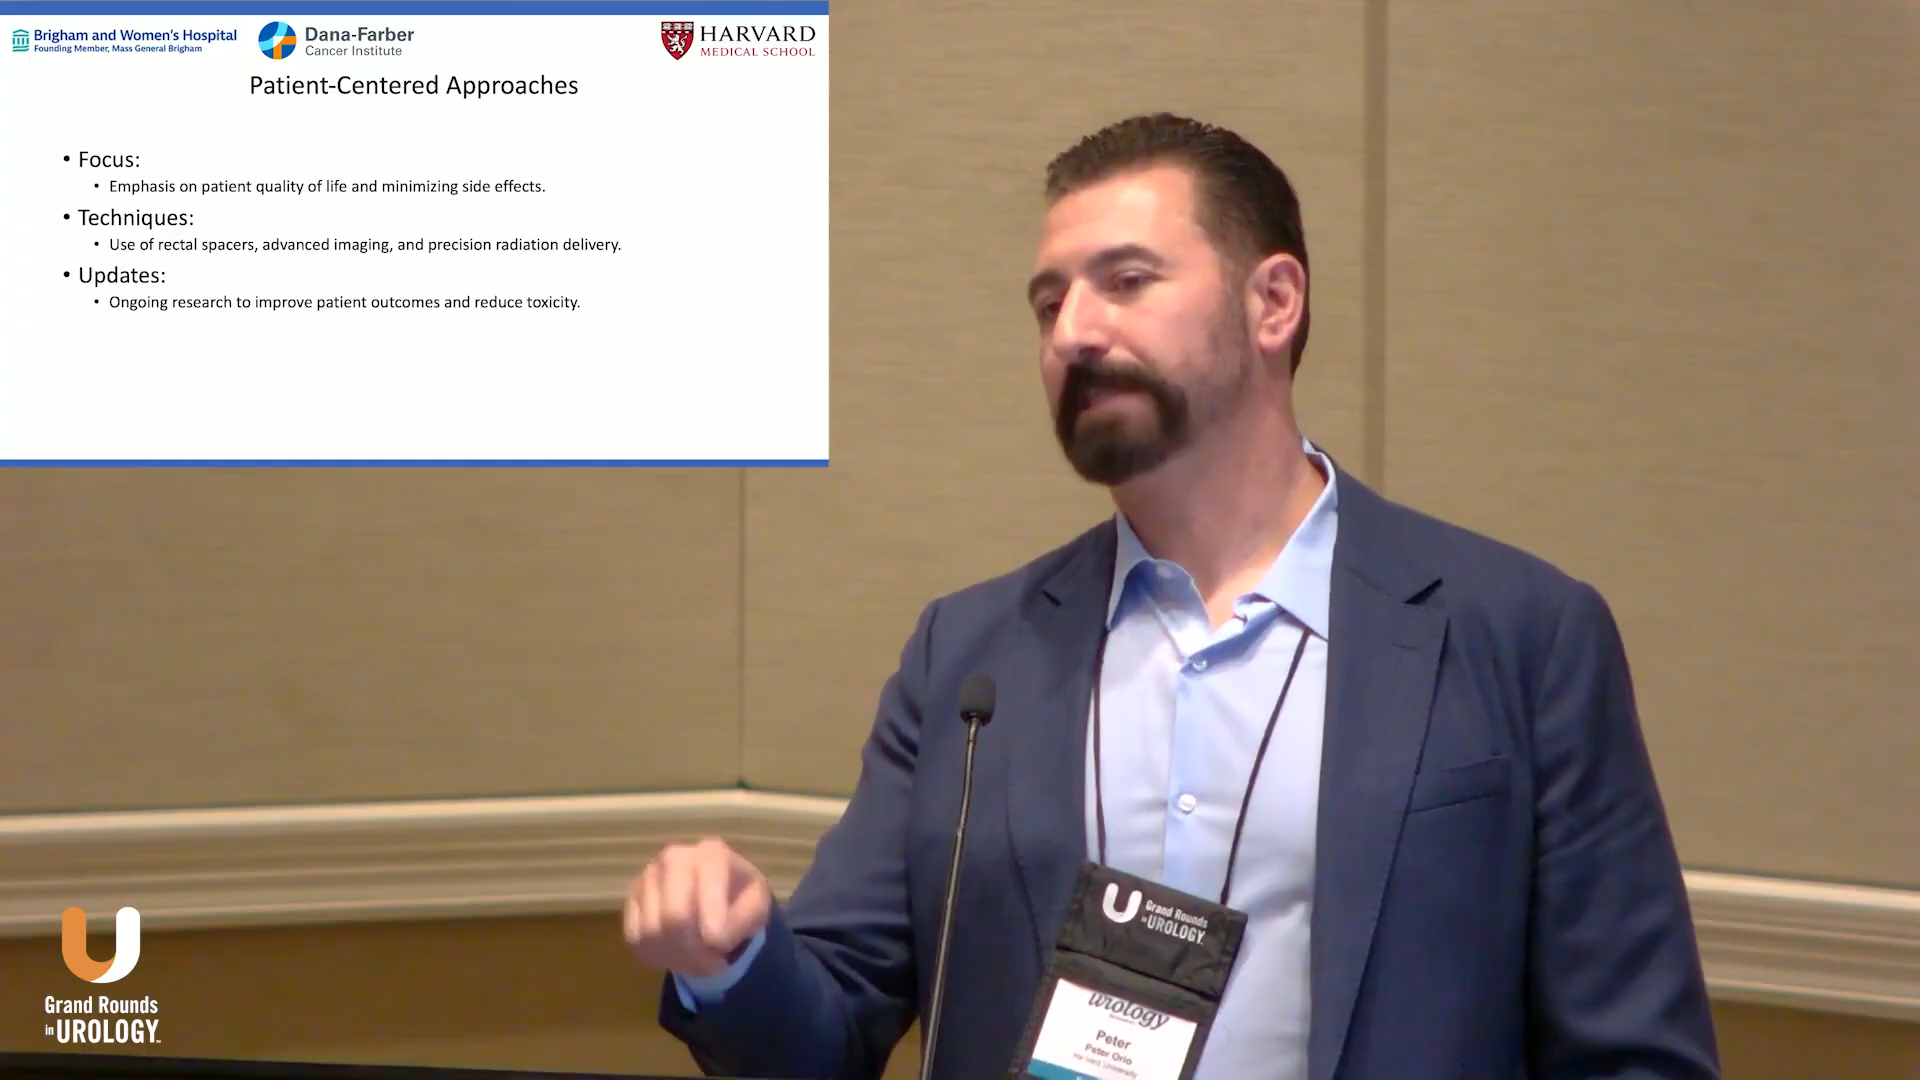 Brigham and Women's Hospital
Founding Member, Mass General Brigham
Dana-Farber
Cancer Institute
HARVARD
MEDICAL SCHOOL
Patient-Centered Approaches
• Focus:
• Emphasis on patient quality of life and minimizing side effects.
• Techniques:
• Use of rectal spacers, advanced imaging, and precision radiation delivery.
• Updates:
• Ongoing research to improve patient outcomes and reduce toxicity.
Grand Rounds
in UROLOGY
urology
Peter
Peter Orio
Harvard University
Grand Rounds
in UROLOGY